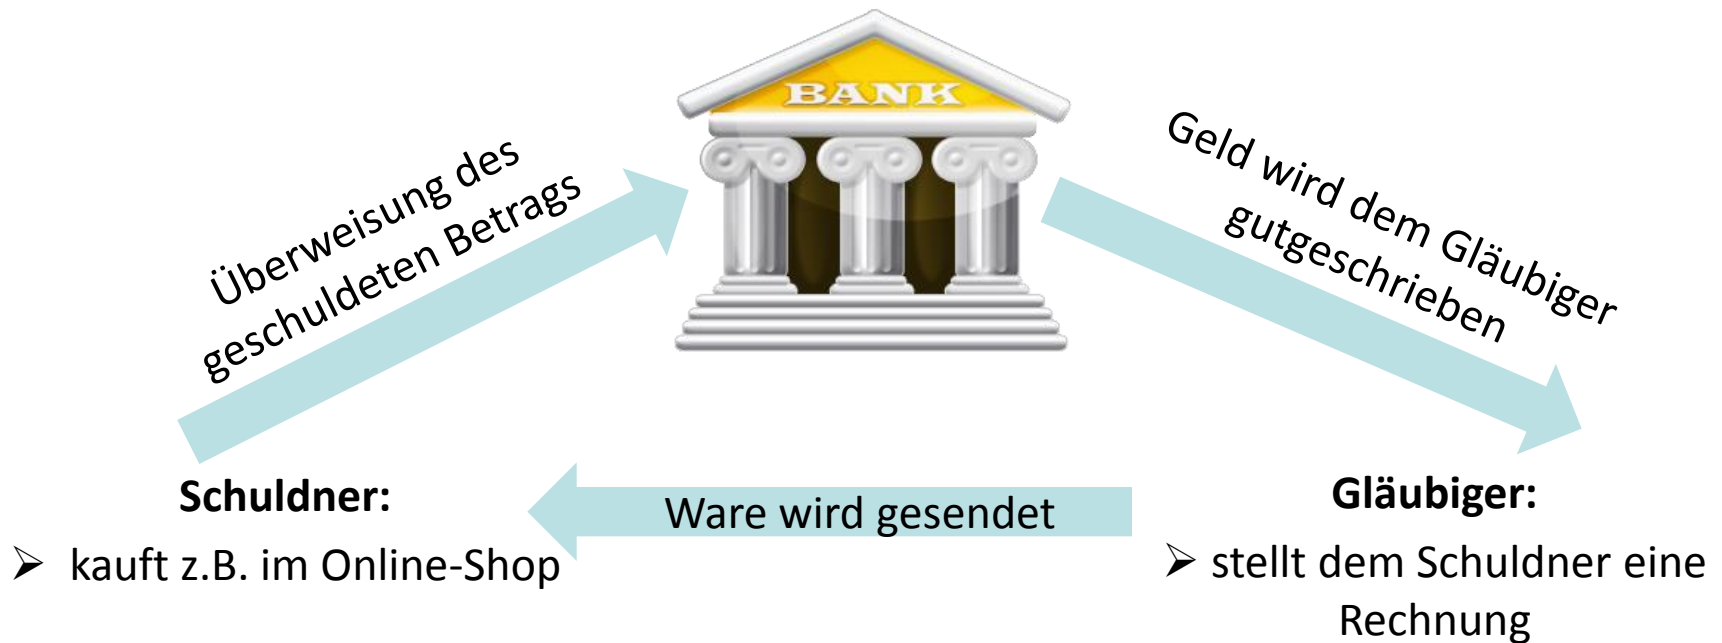 BANK
Überweisung des
geschuldeten Betrags
Geld wird dem Gläubiger
gutgeschrieben
Schuldner:
➢ kauft z.B. im Online-Shop
Ware wird gesendet
Gläubiger:
➢ stellt dem Schuldner eine
Rechnung